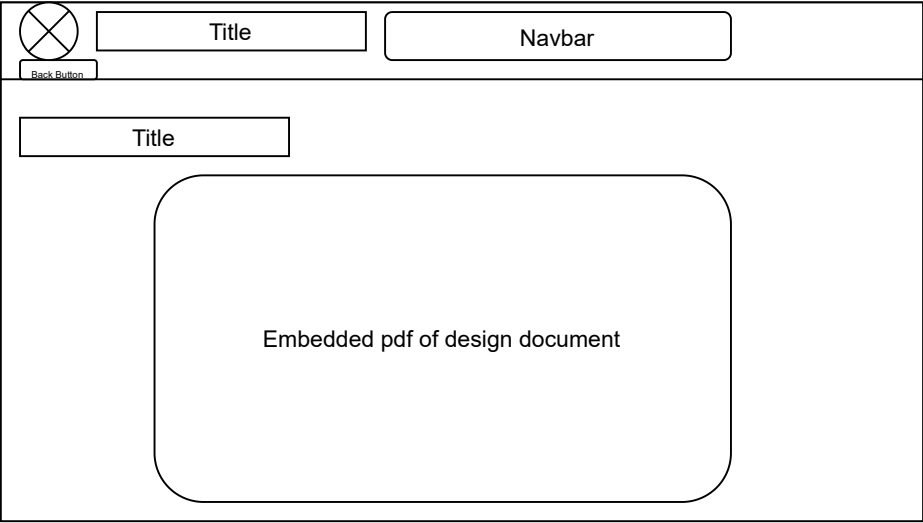 Title
Navbar
Back Button
Title
Embedded pdf of design document